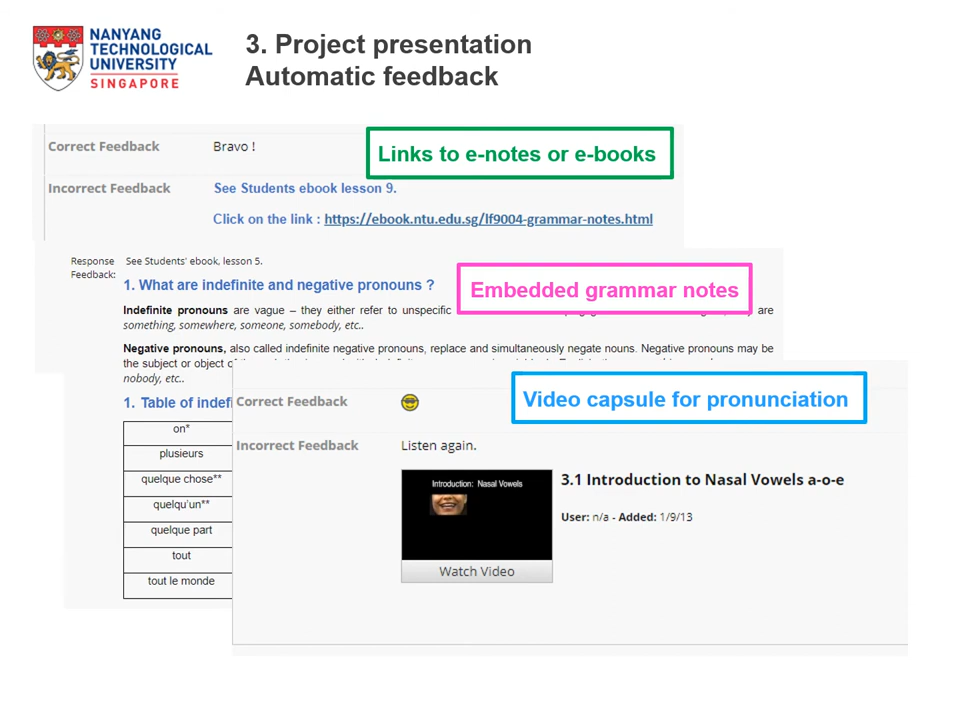 NANYANG
TECHNOLOGICAL
UNIVERSITY
SINGAPORE
3. Project presentation
Automatic feedback
Correct Feedback Bravo !
Links to e-notes or e-books
Incorrect Feedback See Students ebook lesson 9.
Click on the link : https://ebook.ntu.edu.sg/lf9004-grammar-notes.html
Response Feedback: See Students' ebook, lesson 5.
1. What are indefinite and negative pronouns ?
Embedded grammar notes
Indefinite pronouns are vague – they either refer to unspecific are
something, somewhere, someone, somebody, etc..
Negative pronouns, also called indefinite negative pronouns, replace and simultaneously negate nouns. Negative pronouns may be
the subject or object
nobody, etc..
1. Table of indefi
on*
plusieurs
quelque chose**
quelqu'un**
quelque part
tout
tout le monde
Correct Feedback
Video capsule for pronunciation
Incorrect Feedback Listen again.
Introduction: Nasal Vowels
Watch Video
3.1 Introduction to Nasal Vowels a-o-e
User: n/a - Added: 1/9/13